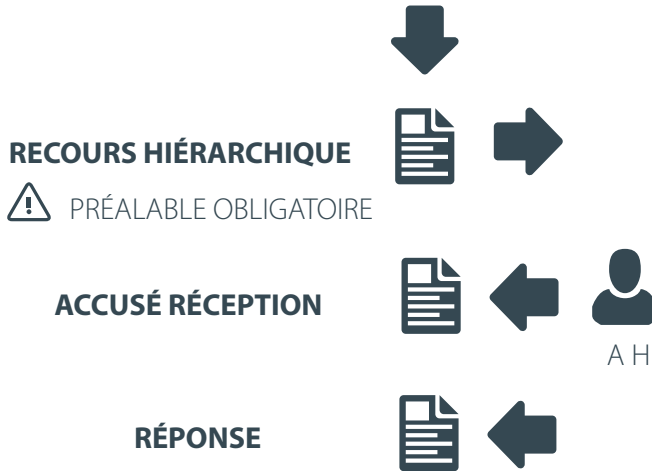 RECOURS HIÉRARCHIQUE
PRÉALABLE OBLIGATOIRE
ACCUSÉ RÉCEPTION
A H
RÉPONSE